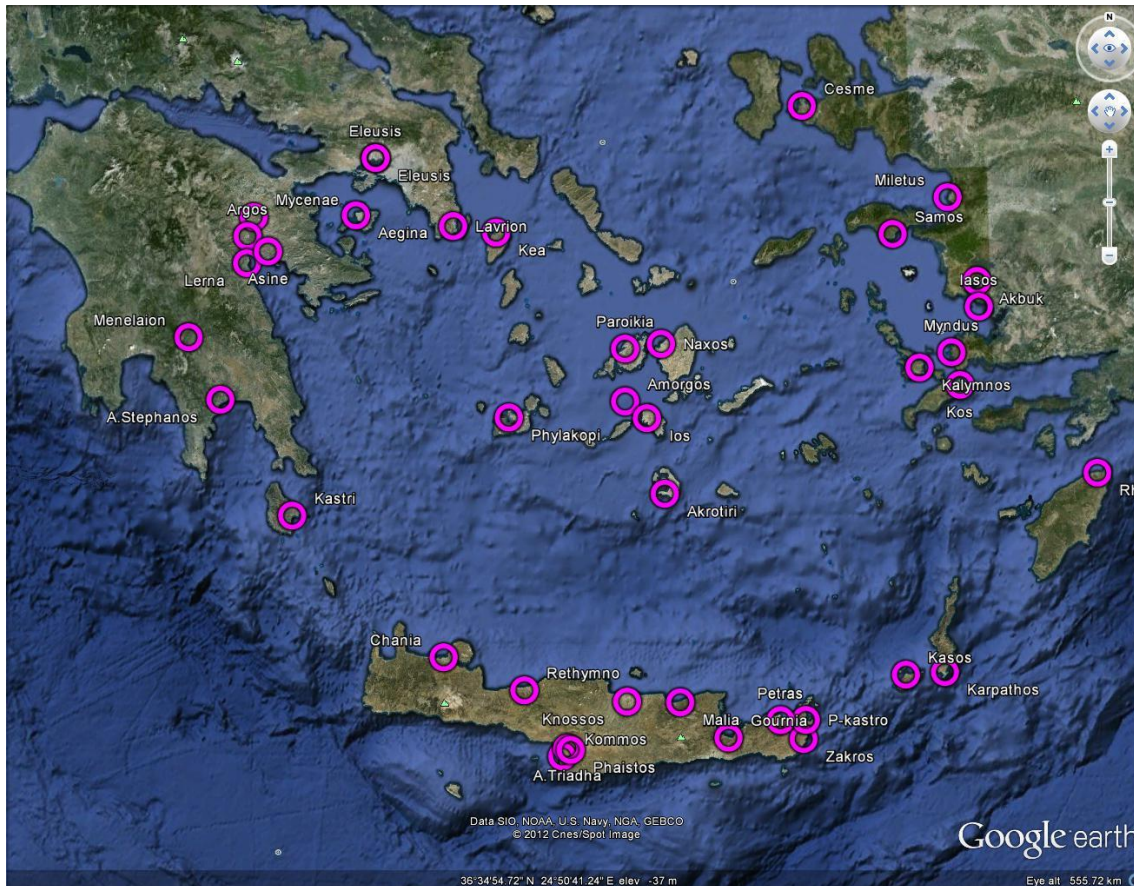 N
Cesme
Eleusis
Eleusis
Miletus
Mycenae
Argos
Samos
Aegina
Lavrion
Kea
Lerna
Asine
Iasos
Akbuk
Menelaion
Paroikia
Myndus
Naxos
Amorgos
Kalymnos
A.Stephanos
Kos
Phylakopi
Ios
Rh
Kastri
Akrotiri
Chania
Kasos
Rethymno
Karpathos
Petras
Knossos
Malia
Gournia
P-kastro
Kommos
Zakros
Phaistos
A.Triadha
Data SIO, NOAA, U.S. Navy, NGA, GEBCO
© 2012 Cnes/Spot Image
Google earth
36°34'54.72" N 24°50'41.24" E elev -37 m
Eye alt 555.72 km